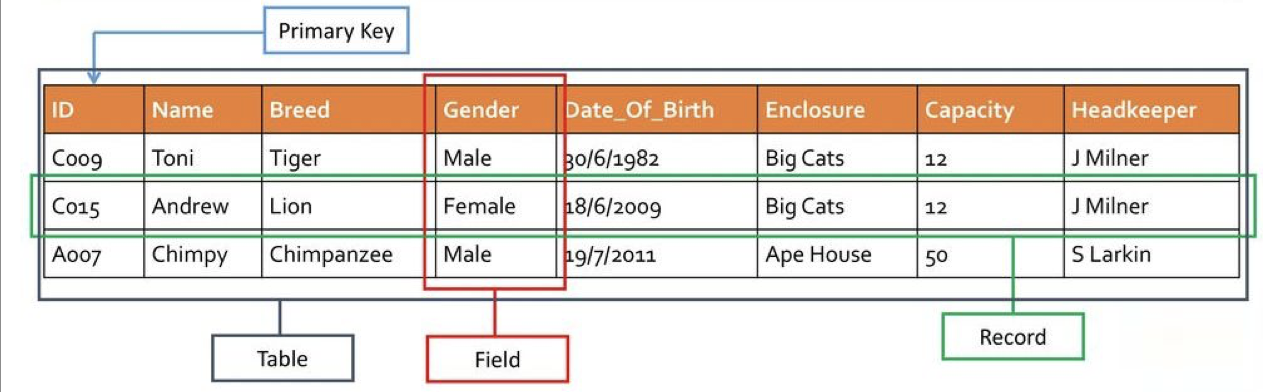 Primary Key
ID Name Breed Gender Date_Of_Birth Enclosure Capacity Headkeeper
C009 Toni Tiger Male 30/6/1982 Big Cats 12 J Milner
C015 Andrew Lion Female 18/6/2009 Big Cats 12 J Milner
A007 Chimpy Chimpanzee Male 19/7/2011 Ape House 50 S Larkin
Table Field Record